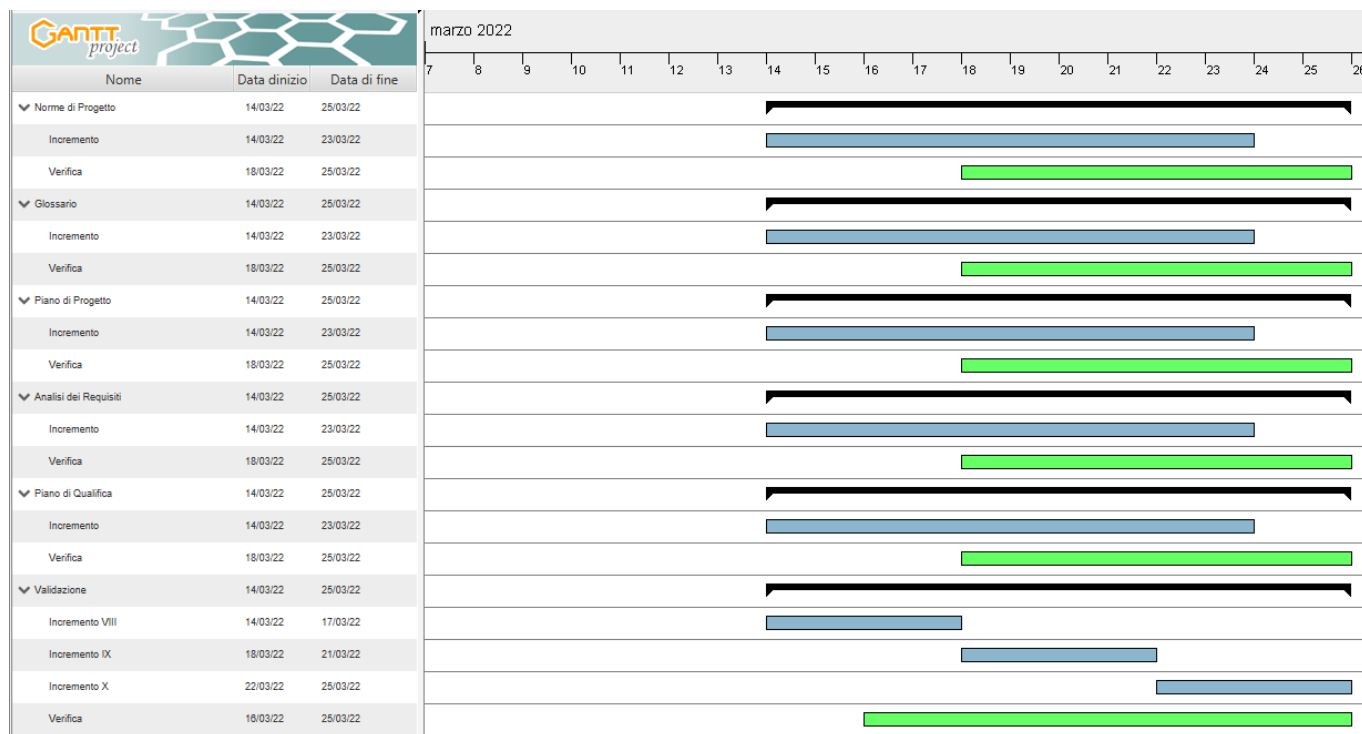 GANTT project
marzo 2022
7 8 9 10 11 12 13 14 15 16 17 18 19 20 21 22 23 24 25 26
Nome Data dinizio Data di fine
Norme di Progetto 14/03/22 25/03/22
Incremento 14/03/22 23/03/22
Verifica 18/03/22 25/03/22
Glossario 14/03/22 25/03/22
Incremento 14/03/22 23/03/22
Verifica 18/03/22 25/03/22
Piano di Progetto 14/03/22 25/03/22
Incremento 14/03/22 23/03/22
Verifica 18/03/22 25/03/22
Analisi dei Requisiti 14/03/22 25/03/22
Incremento 14/03/22 23/03/22
Verifica 18/03/22 25/03/22
Piano di Qualifica 14/03/22 25/03/22
Incremento 14/03/22 23/03/22
Verifica 18/03/22 25/03/22
Validazione 14/03/22 25/03/22
Incremento VIII 14/03/22 17/03/22
Incremento IX 18/03/22 21/03/22
Incremento X 22/03/22 25/03/22
Verifica 16/03/22 25/03/22